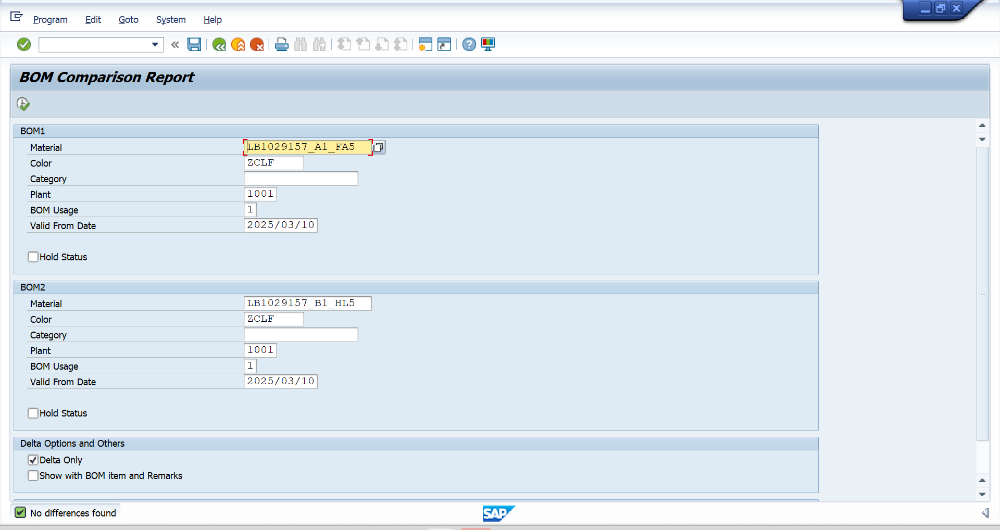 Program Edit Goto System Help
BOM Comparison Report
BOM1
Material LB1029157_A1_FA5
Color ZCLF
Category
Plant 1001
BOM Usage 1
Valid From Date 2025/03/10
Hold Status
BOM2
Material LB1029157_B1_HL5
Color ZCLF
Category
Plant 1001
BOM Usage 1
Valid From Date 2025/03/10
Hold Status
Delta Options and Others
Delta Only
Show with BOM item and Remarks
No differences found SAP